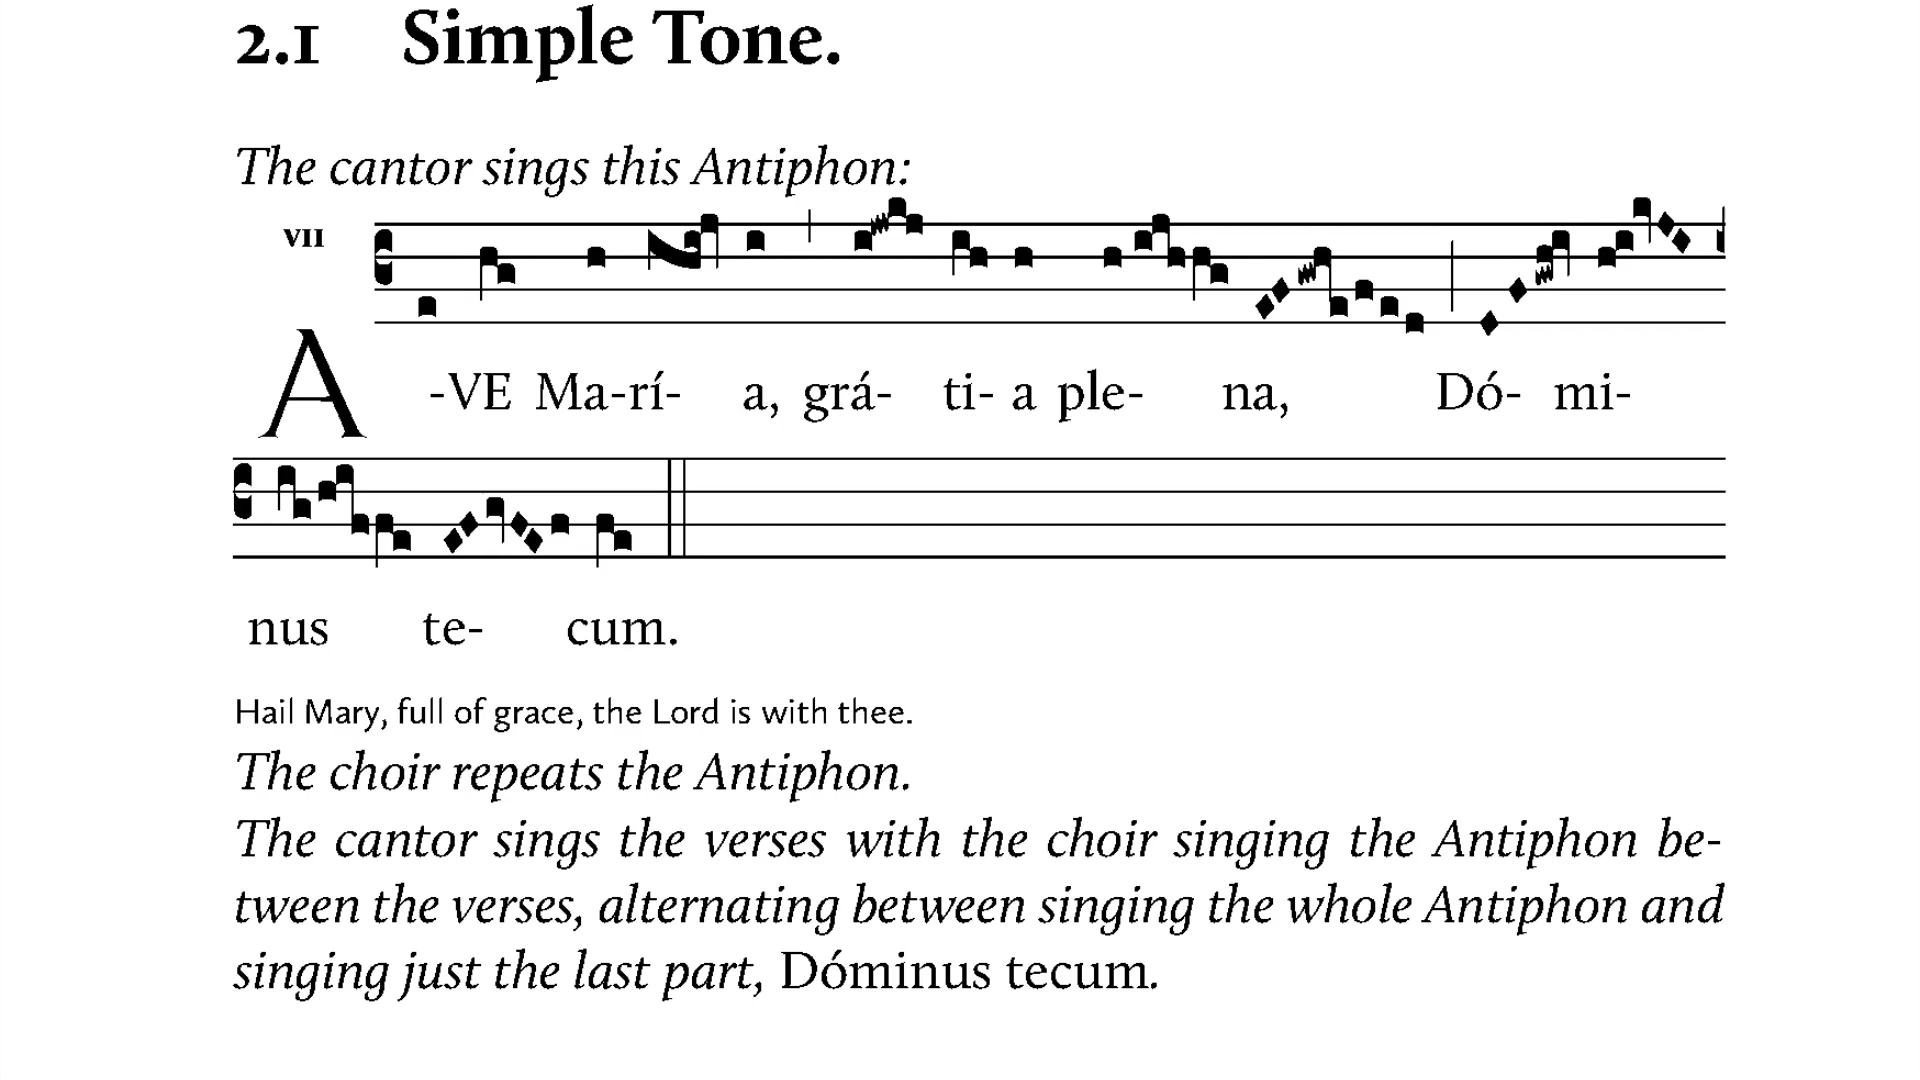 2.1 Simple Tone.
The cantor sings this Antiphon:
VII
A-VE Ma-rí- a, grá- ti- a ple- na, Dó- mi-
nus te- cum.
Hail Mary, full of grace, the Lord is with thee.
The choir repeats the Antiphon.
The cantor sings the verses with the choir singing the Antiphon be-
tween the verses, alternating between singing the whole Antiphon and
singing just the last part, Dóminus tecum.